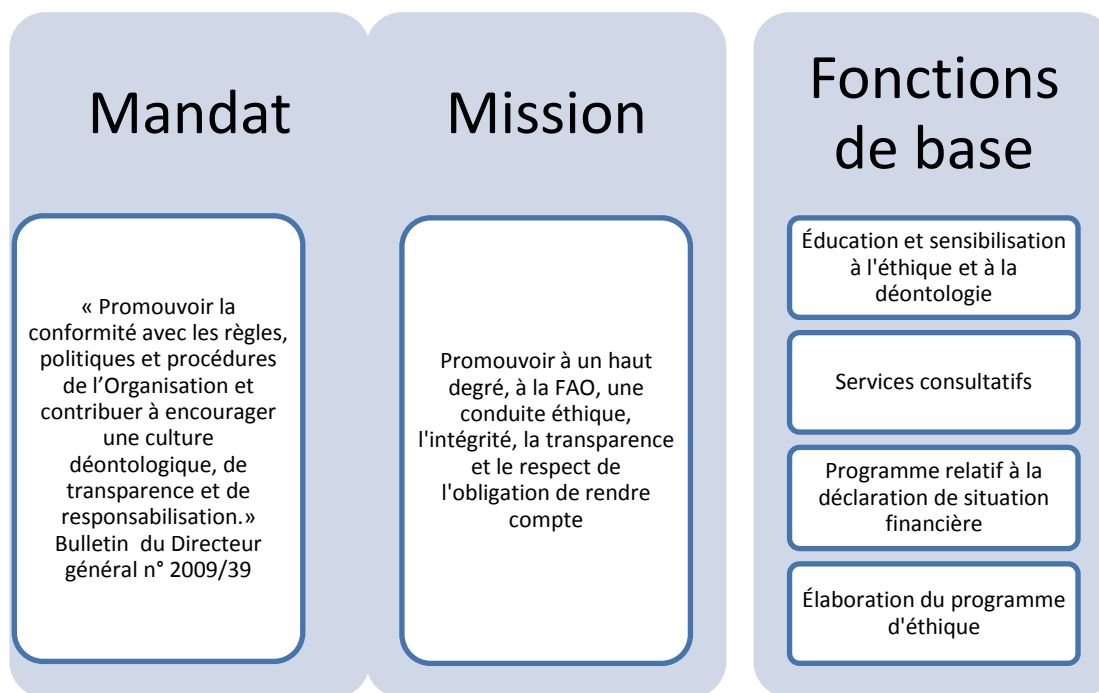 Mandat
« Promouvoir la
conformité avec les règles,
politiques et procédures
de l’Organisation et
contribuer à encourager
une culture
déontologique, de
transparence et de
responsabilisation.»
Bulletin du Directeur
général n° 2009/39
Mission
Promouvoir à un haut
degré, à la FAO, une
conduite éthique,
l'intégrité, la transparence
et le respect de
l'obligation de rendre
compte
Fonctions
de base
Éducation et sensibilisation
à l'éthique et à la
déontologie
Services consultatifs
Programme relatif à la
déclaration de situation
financière
Élaboration du programme
d'éthique